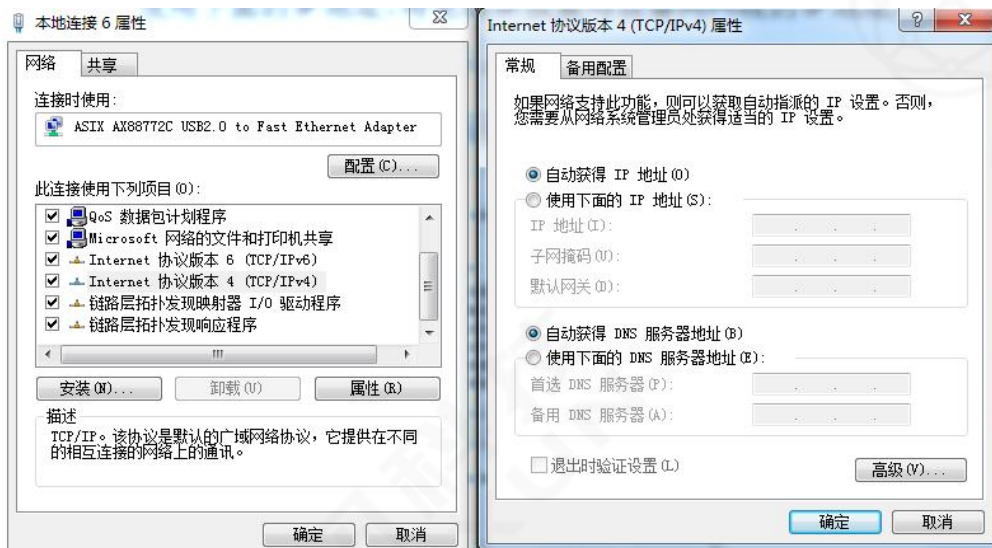 本地连接 6 属性
网络
共享
连接时使用:
ASIX AX88772C USB2.0 to Fast Ethernet Adapter
配置(C)...
此连接使用下列项目(O):
QoS 数据包计划程序
Microsoft 网络的文件和打印机共享
Internet 协议版本 6 (TCP/IPv6)
Internet 协议版本 4 (TCP/IPv4)
链路层拓扑发现映射器 I/O 驱动程序
链路层拓扑发现响应程序
安装(N)...
卸载(U)
属性(R)
描述
TCP/IP。该协议是默认的广域网络协议，它提供在不同
的相互连接的网络上的通讯。
确定
取消
Internet 协议版本 4 (TCP/IPv4) 属性
常规
备用配置
如果网络支持此功能，则可以获取自动指派的 IP 设置。否则，
您需要从网络系统管理员处获得适当的 IP 设置。
自动获得 IP 地址(O)
使用下面的 IP 地址(S):
IP 地址(I):
子网掩码(U):
默认网关(D):
自动获得 DNS 服务器地址(B)
使用下面的 DNS 服务器地址(E):
首选 DNS 服务器(P):
备用 DNS 服务器(A):
退出时验证设置(L)
高级(V)...
确定
取消